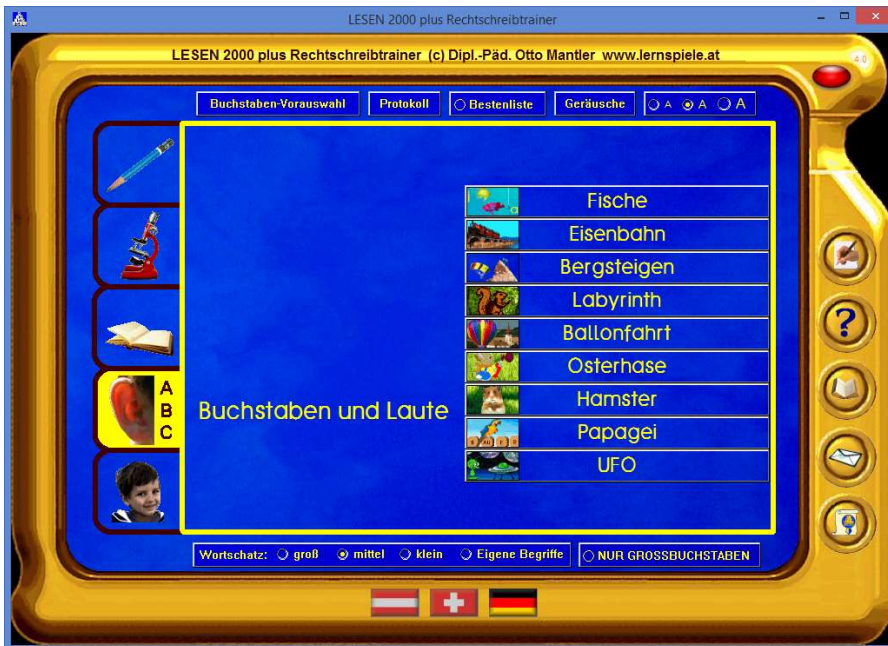 LESEN 2000 plus Rechtschreibtrainer
LESEN 2000 plus Rechtschreibtrainer (c) Dipl.-Päd. Otto Mantler www.lernspiele.at
4.0
Buchstaben-Vorauswahl Protokoll Bestenliste Geräusche A A A
Fische
Eisenbahn
Bergsteigen
Labyrinth
Ballonfahrt
Osterhase
Hamster
Papagei
UFO
A
B
C
Buchstaben und Laute
?
Wortschatz: groß mittel klein Eigene Begriffe NUR GROSSBUCHSTABEN